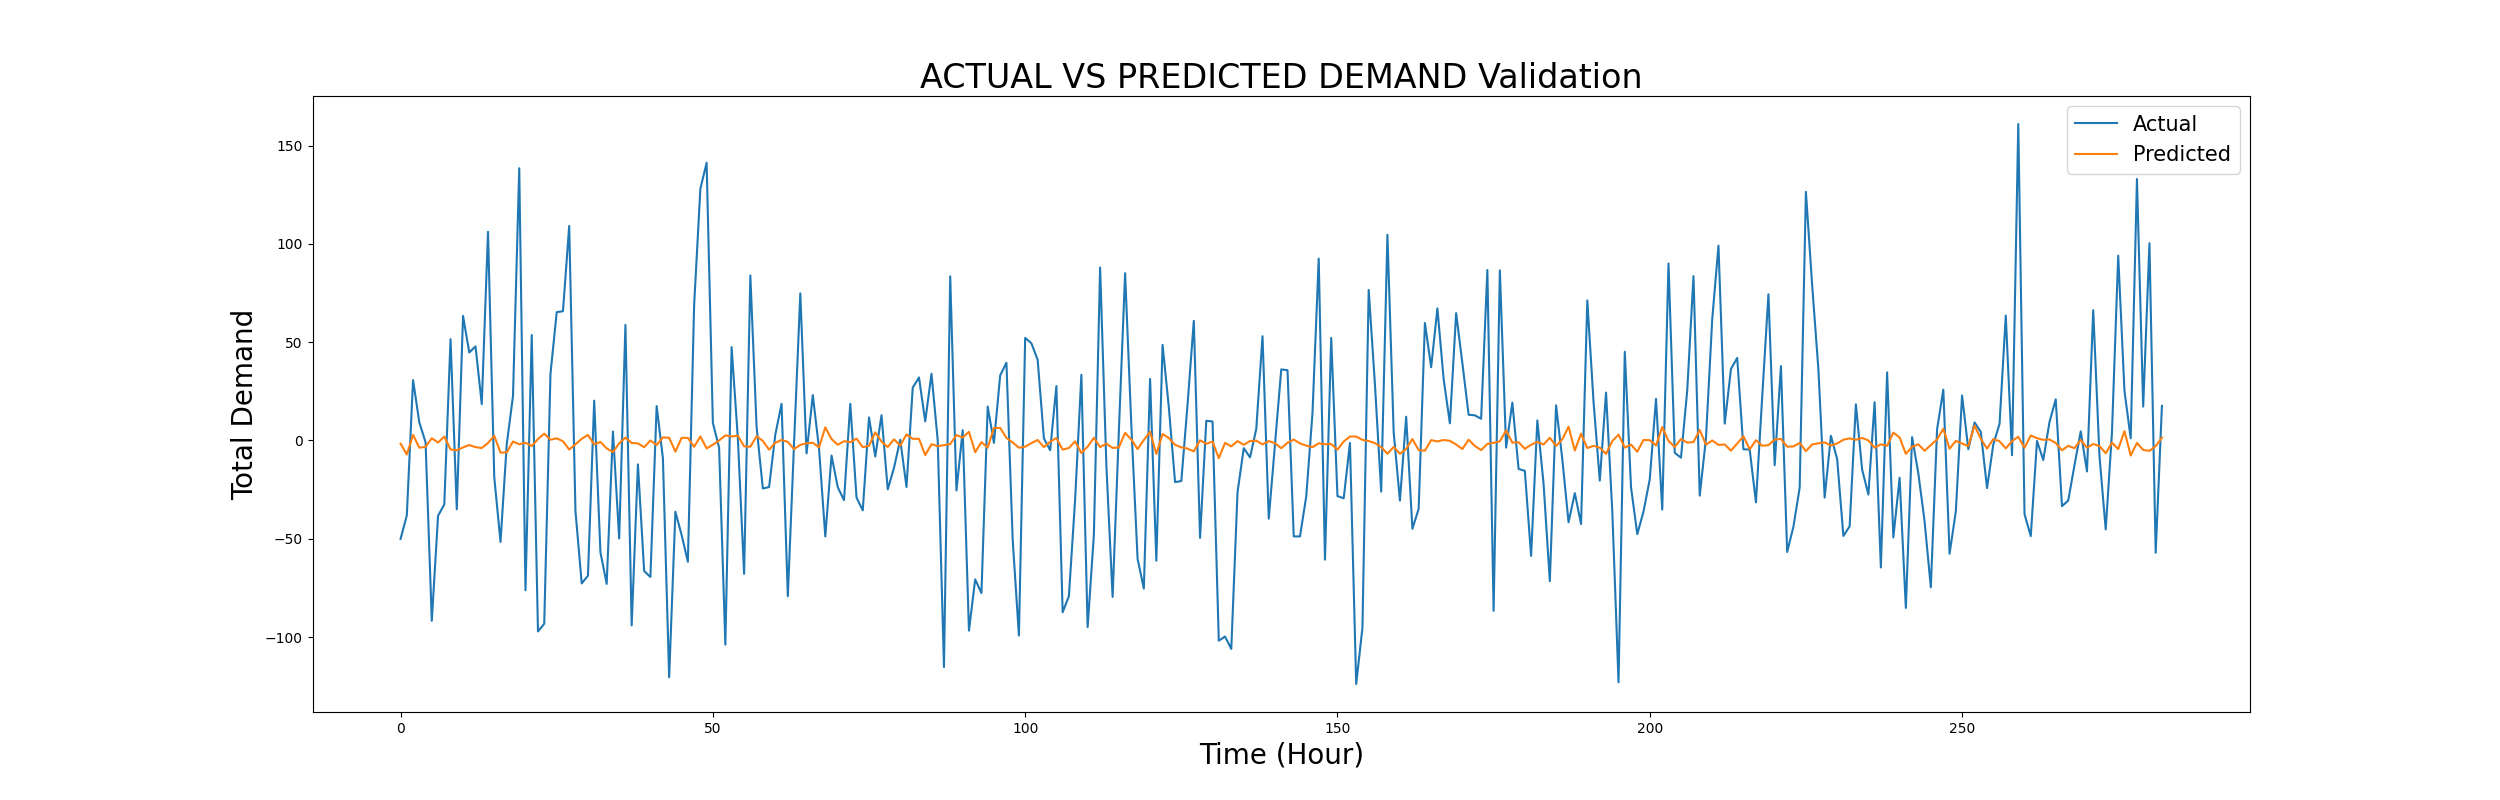 ACTUAL VS PREDICTED DEMAND Validation
Actual
Predicted
Total Demand
150
100
50
0
−50
−100
0
50
100
150
200
250
Time (Hour)